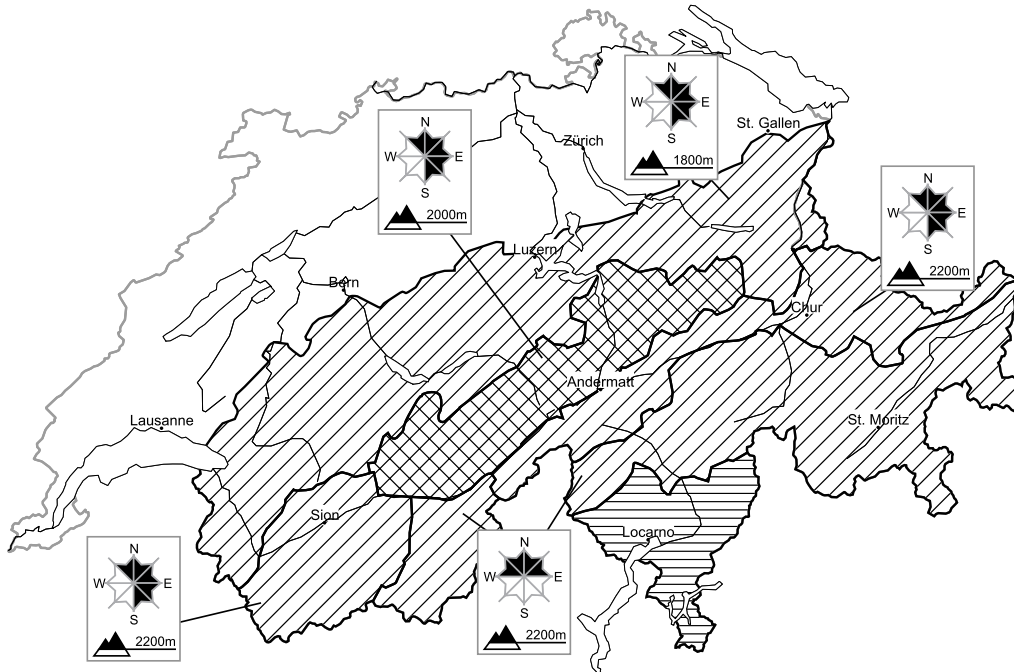 N
W E
S
1800m
St. Gallen
Zürich
N
W E
S
2000m
N
W E
S
2200m
Luzern
Bern
Chur
Andermatt
Lausanne
St. Moritz
Sion
Locarno
N
W E
S
2200m
N
W E
S
2200m